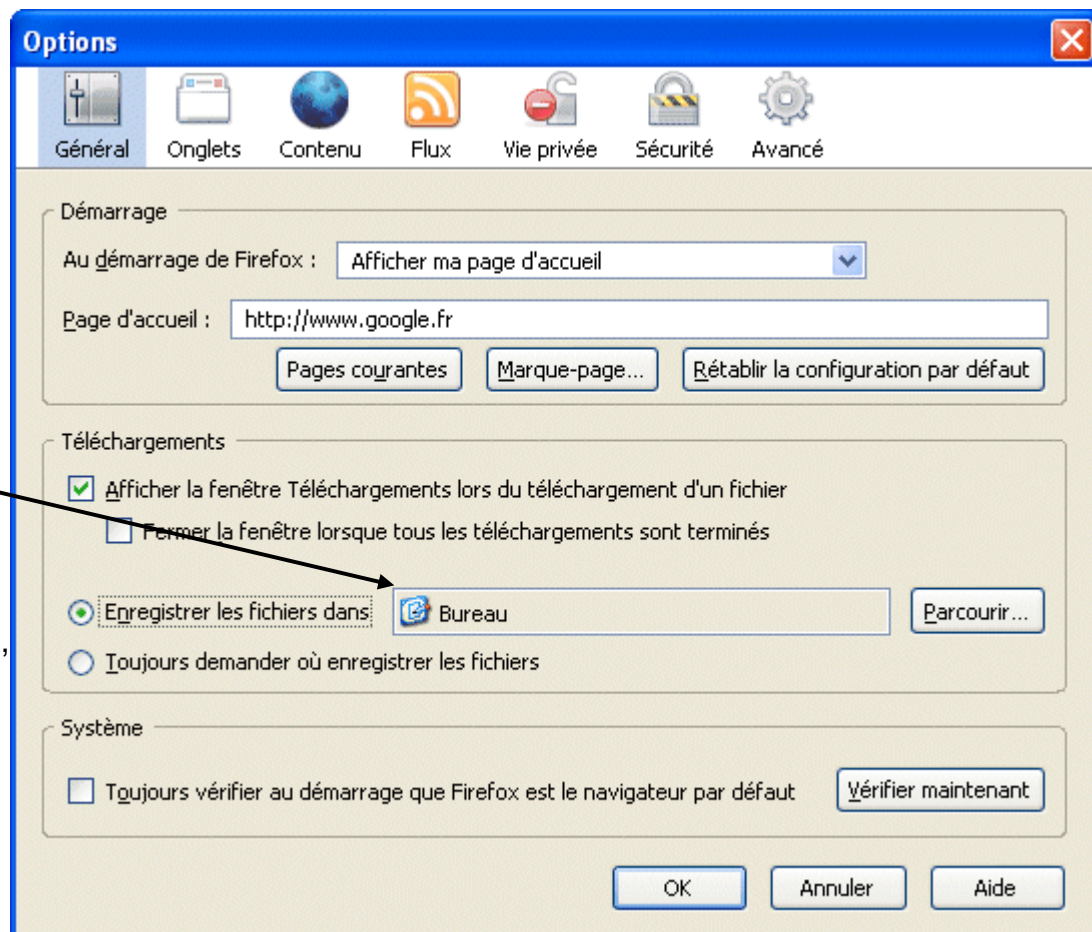 Options
Général Onglets Contenu Flux Vie privée Sécurité Avancé
Démarrage
Au démarrage de Firefox : Afficher ma page d'accueil
Page d'accueil : http://www.google.fr
Pages courantes Marque-page... Rétablir la configuration par défaut
Téléchargements
Afficher la fenêtre Téléchargements lors du téléchargement d'un fichier
Fermer la fenêtre lorsque tous les téléchargements sont terminés
Enregistrer les fichiers dans Bureau Parcourir...
,
Toujours demander où enregistrer les fichiers
Système
Toujours vérifier au démarrage que Firefox est le navigateur par défaut Vérifier maintenant
OK Annuler Aide